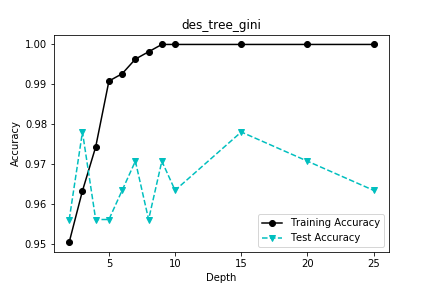 des_tree_gini
1.00
0.99
0.98
0.97
0.96
0.95
Accuracy
5
10
15
20
25
Depth
Training Accuracy
Test Accuracy